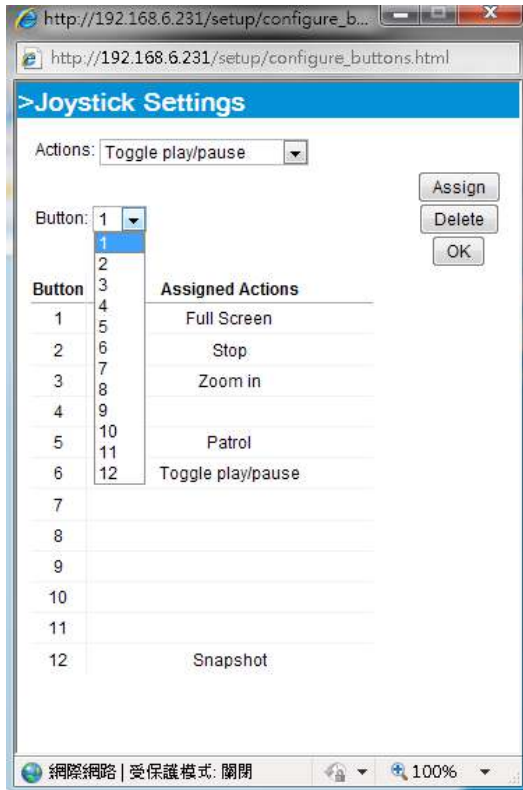 http://192.168.6.231/setup/configure_b...
http://192.168.6.231/setup/configure_buttons.html
>Joystick Settings
Actions: Toggle play/pause
Assign
Button: 1
Delete
OK
1
2
3
4
5
6
7
8
9
10
11
12
Button Assigned Actions
1 Full Screen
2 Stop
3 Zoom in
4
5 Patrol
6 Toggle play/pause
7
8
9
10
11
12 Snapshot
網際網路 | 受保護模式: 關閉 100%